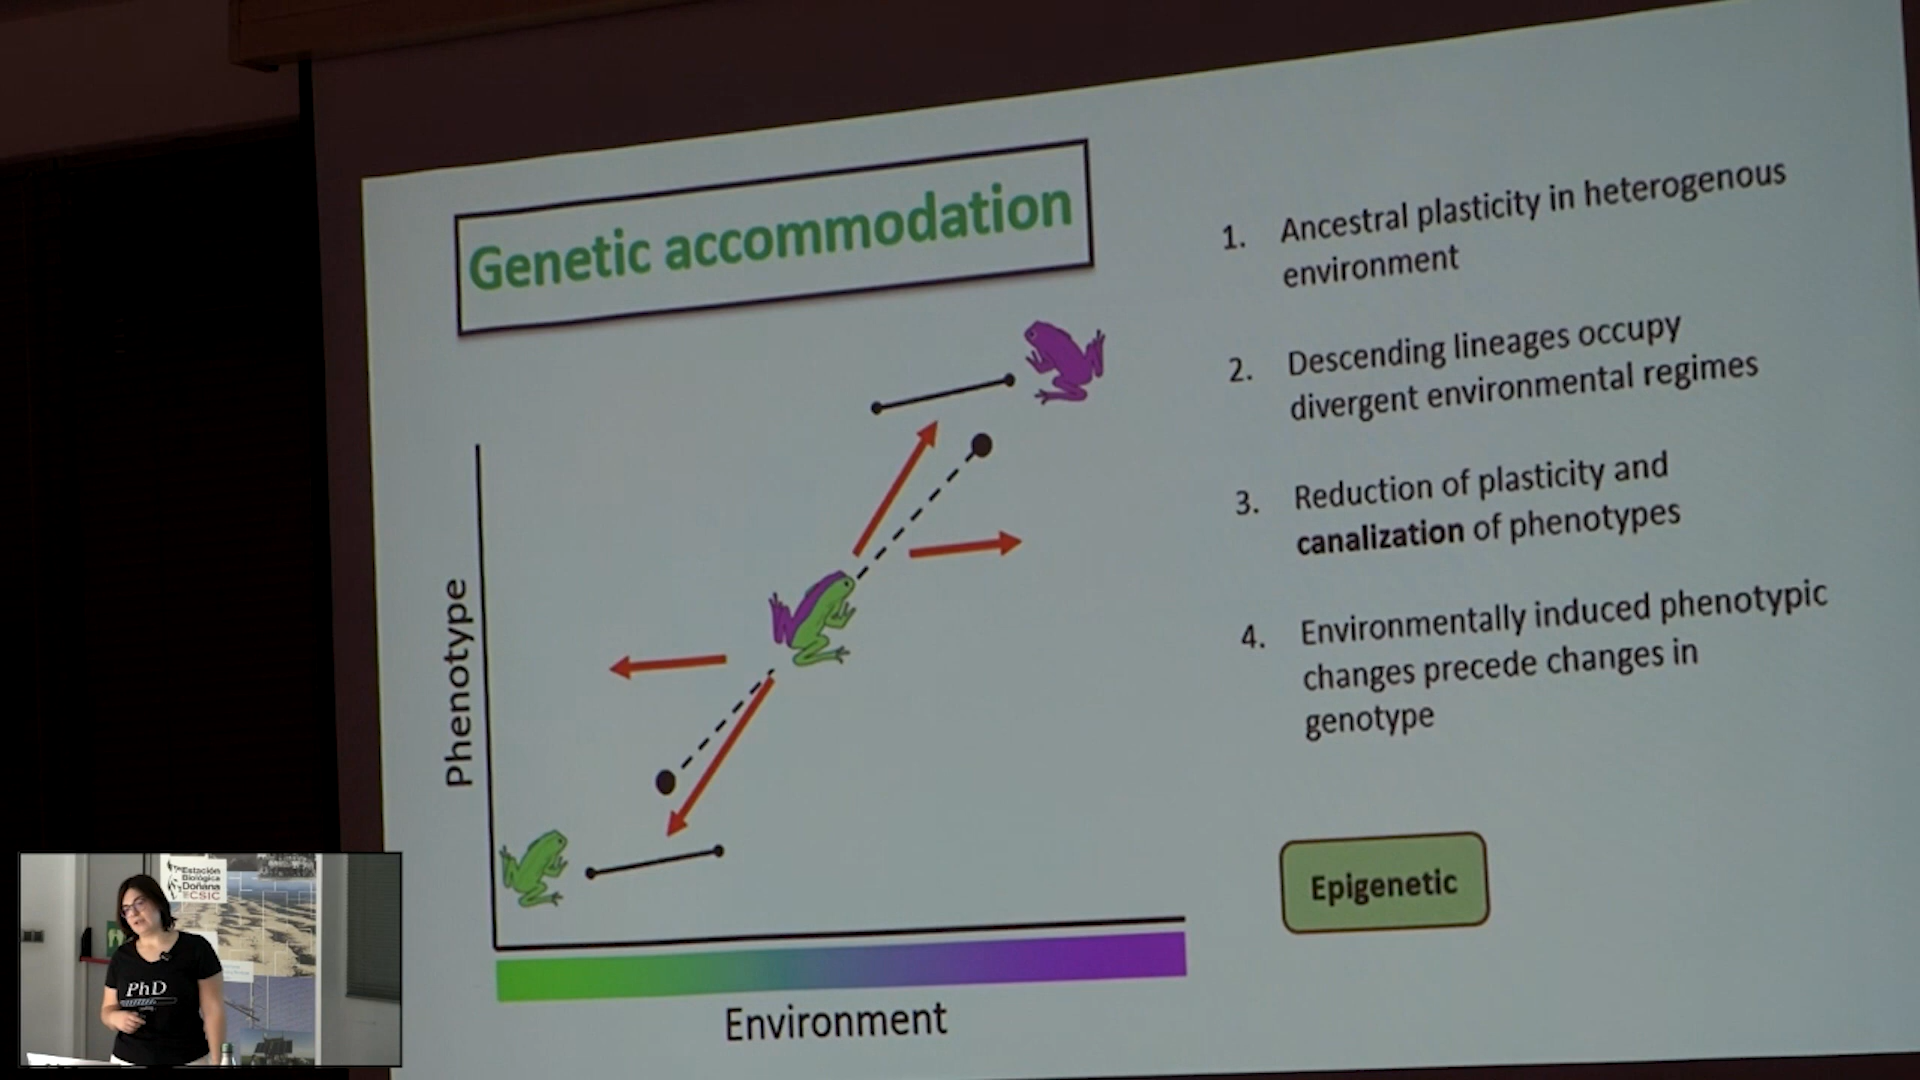 Genetic accommodation
1. Ancestral plasticity in heterogenous
environment
2. Descending lineages occupy
divergent environmental regimes
3. Reduction of plasticity and
canalization of phenotypes
4. Environmentally induced phenotypic
changes precede changes in
genotype
Phenotype
Environment
Epigenetic
Estación
Biológica
Doñana
CSIC
PhD